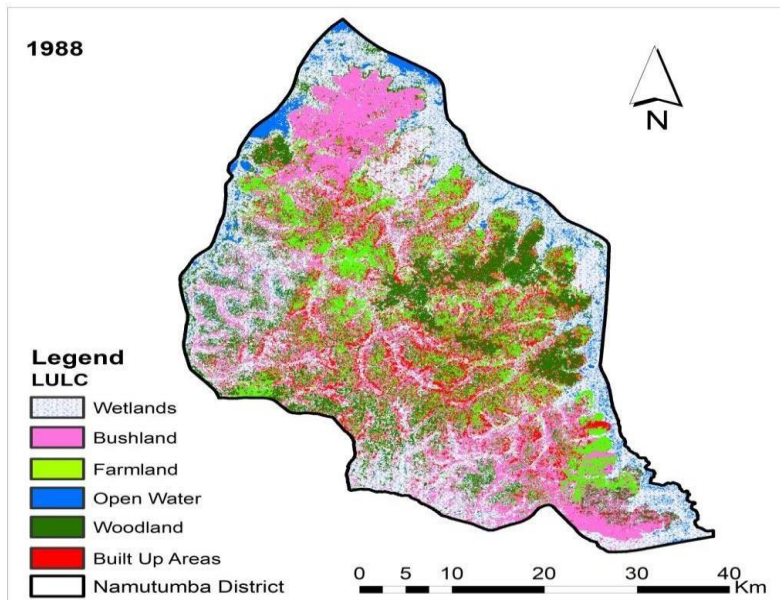 1988
N
Legend
LULC
Wetlands
Bushland
Farmland
Open Water
Woodland
Built Up Areas
Namutumba District
0 5 10 20 30 40
Km